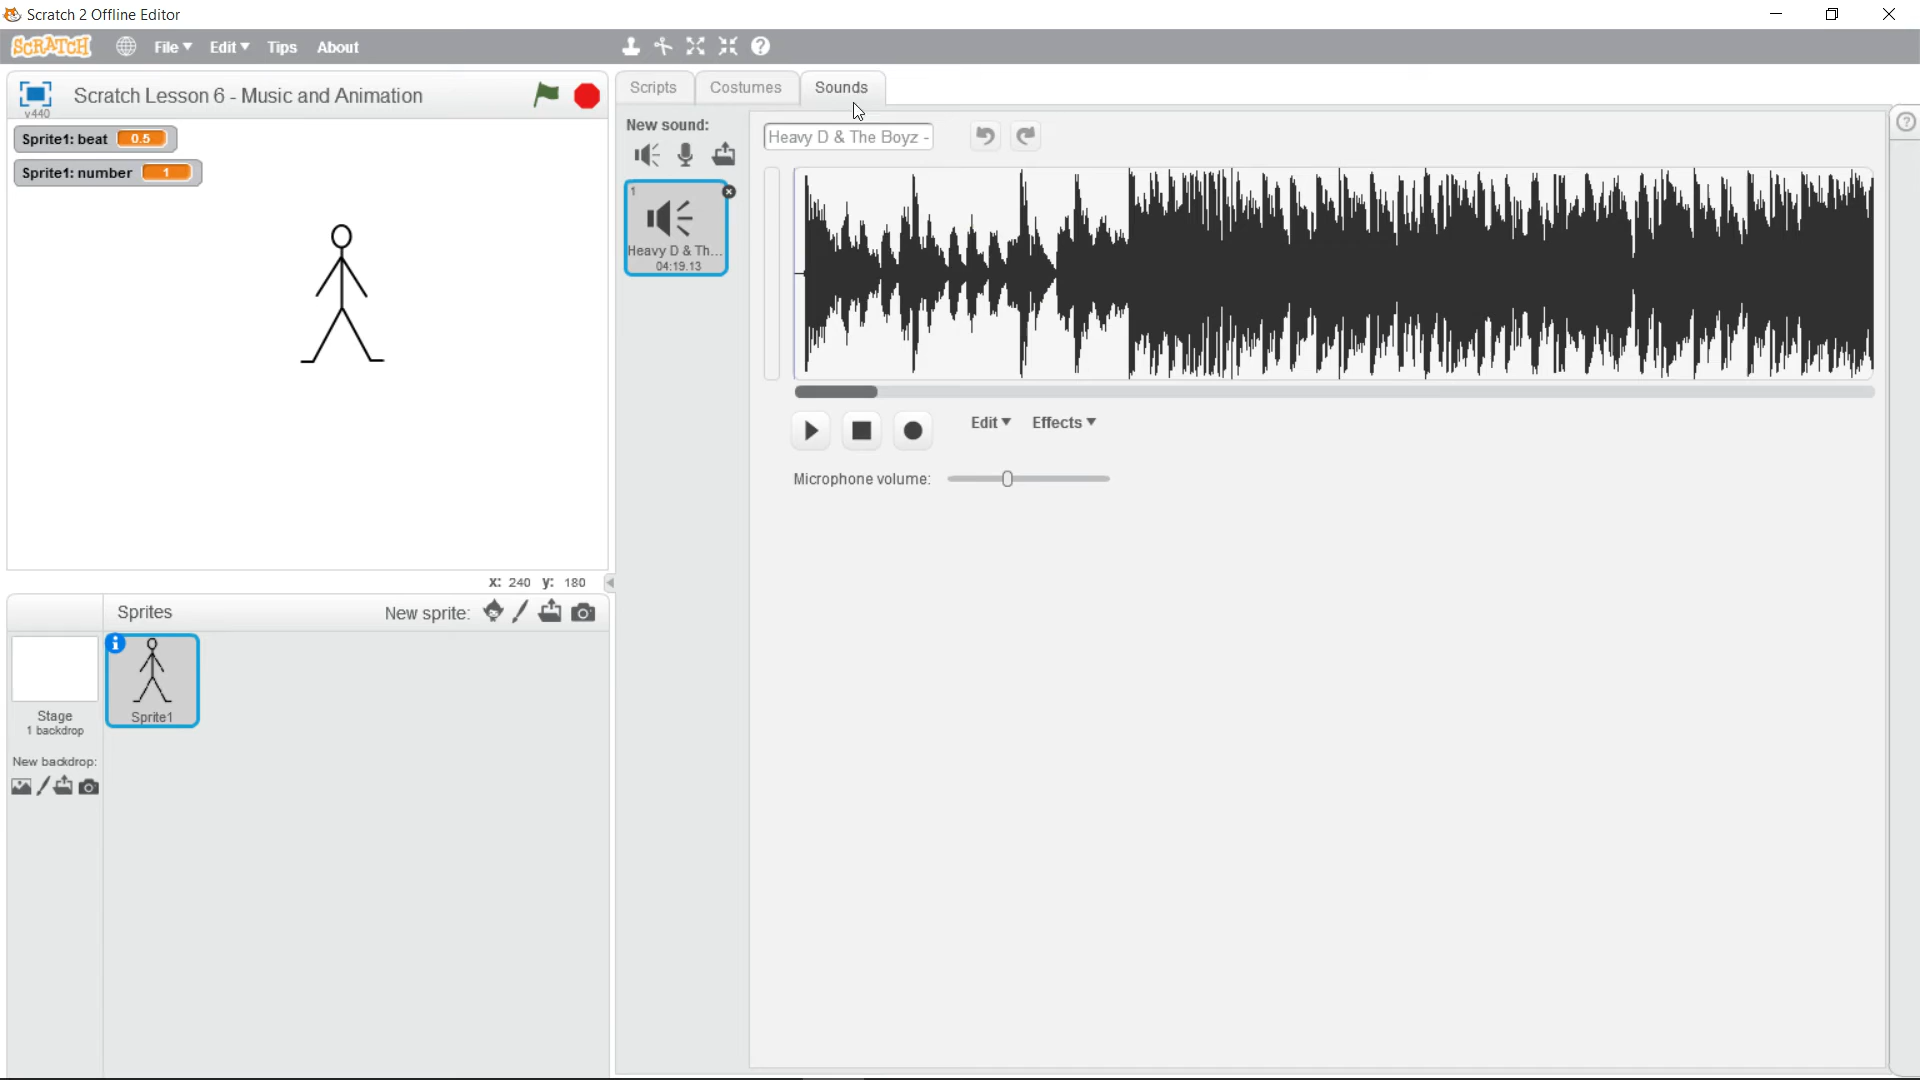 Scratch 2 Offline Editor
SCRATCH File Edit Tips About
v440
Scratch Lesson 6 - Music and Animation
Sprite1: beat 0.5
Sprite1: number 1
X: 240 y: 180
Sprites
New sprite:
Sprite1
Stage
1 backdrop
New backdrop:
Scripts Costumes Sounds
New sound:
1
Heavy D & Th...
04:19.13
Heavy D & The Boyz -
Edit Effects
Microphone volume: